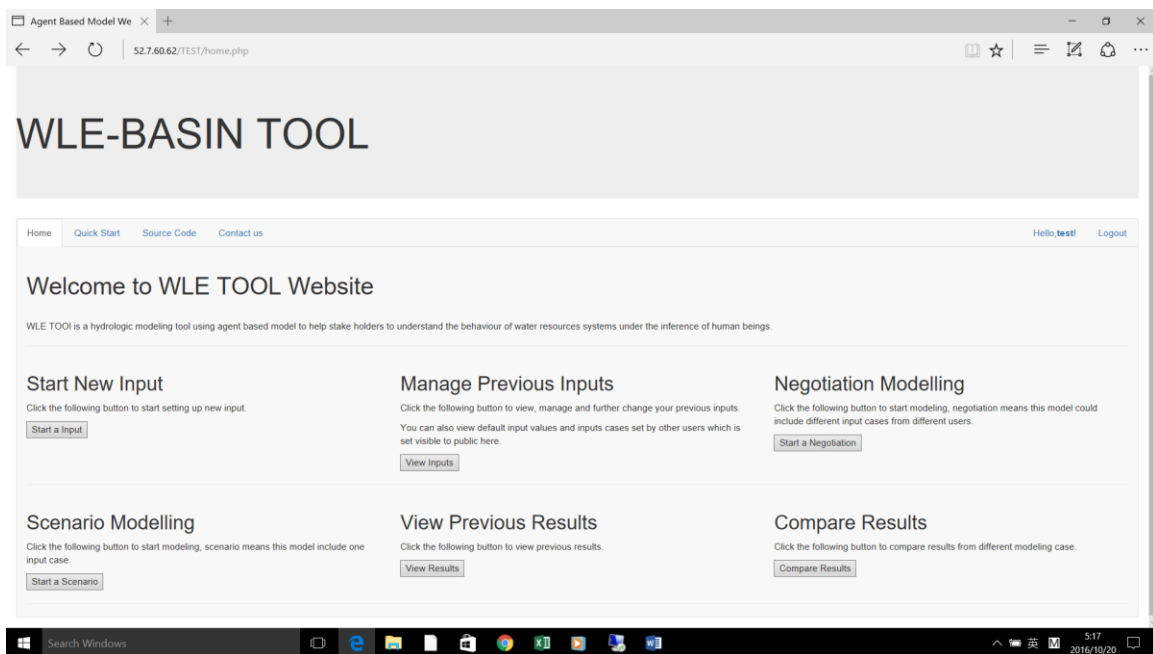 Agent Based Model We
52.7.60.62/TEST/home.php
WLE-BASIN TOOL
Home Quick Start Source Code Contact us Hello,test! Logout
Welcome to WLE TOOL Website
WLE TOOl is a hydrologic modeling tool using agent based model to help stake holders to understand the behaviour of water resources systems under the inference of human beings.
Start New Input
Click the following button to start setting up new input.
Start a Input
Manage Previous Inputs
Click the following button to view, manage and further change your previous inputs.
You can also view default input values and inputs cases set by other users which is
set visible to public here.
View Inputs
Negotiation Modelling
Click the following button to start modeling, negotiation means this model could
include different input cases from different users.
Start a Negotiation
Scenario Modelling
Click the following button to start modeling, scenario means this model include one
input case.
Start a Scenario
View Previous Results
Click the following button to view previous results.
View Results
Compare Results
Click the following button to compare results from different modeling case.
Compare Results
Search Windows
英 M
5:17
2016/10/20